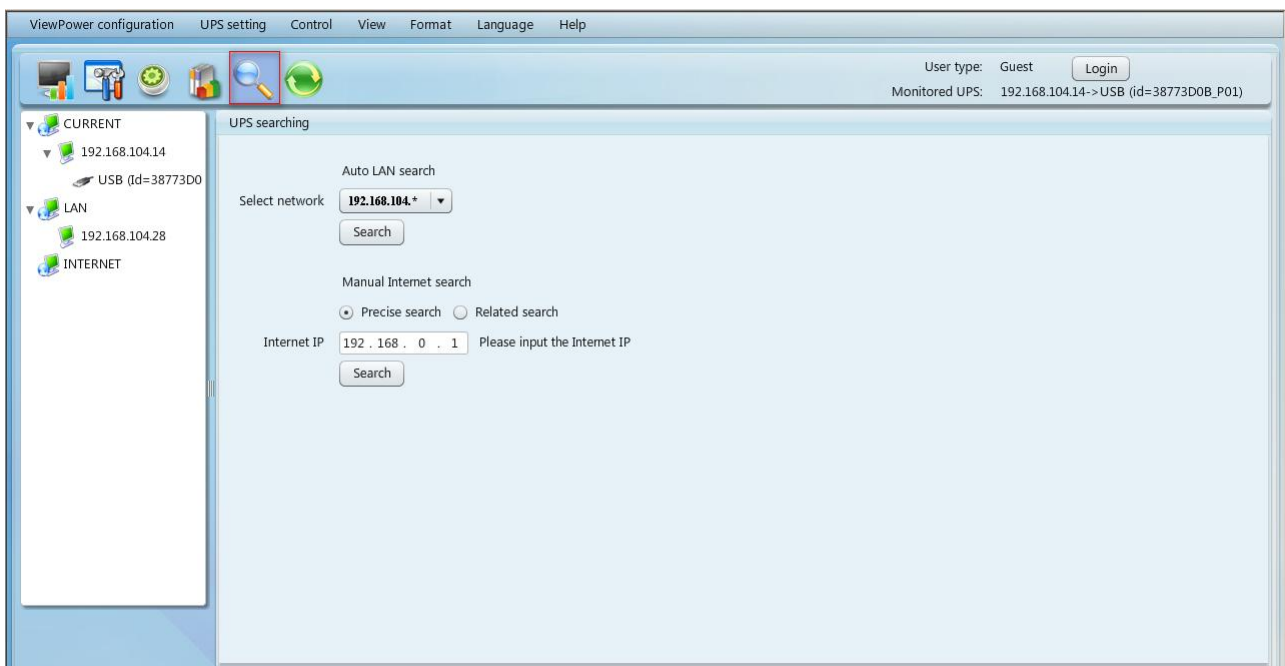 ViewPower configuration UPS setting Control View Format Language Help
User type: Guest Login
Monitored UPS: 192.168.104.14->USB (id=38773D0B_P01)
CURRENT
192.168.104.14
USB (Id=38773D0
LAN
192.168.104.28
INTERNET
UPS searching
Auto LAN search
Select network 192.168.104.*
Search
Manual Internet search
Precise search Related search
Internet IP 192 . 168 . 0 . 1 Please input the Internet IP
Search